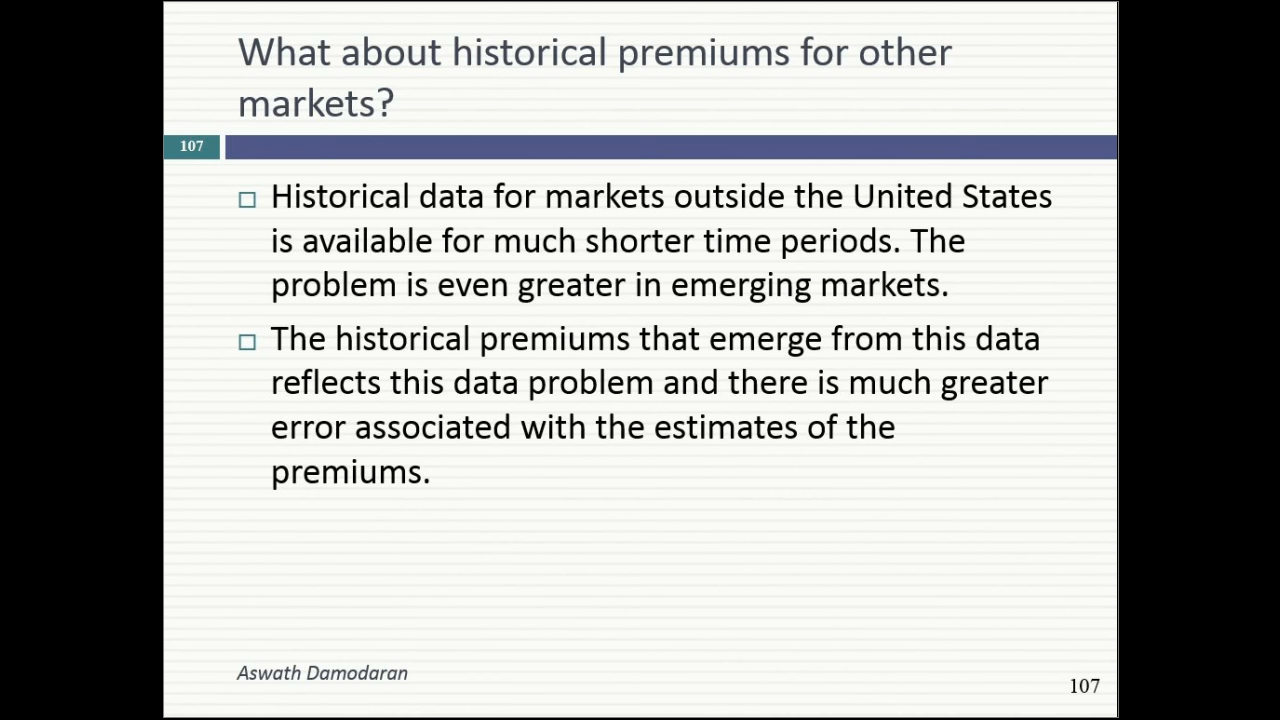 What about historical premiums for other
markets?
107
□ Historical data for markets outside the United States
is available for much shorter time periods. The
problem is even greater in emerging markets.
□ The historical premiums that emerge from this data
reflects this data problem and there is much greater
error associated with the estimates of the
premiums.
Aswath Damodaran
107